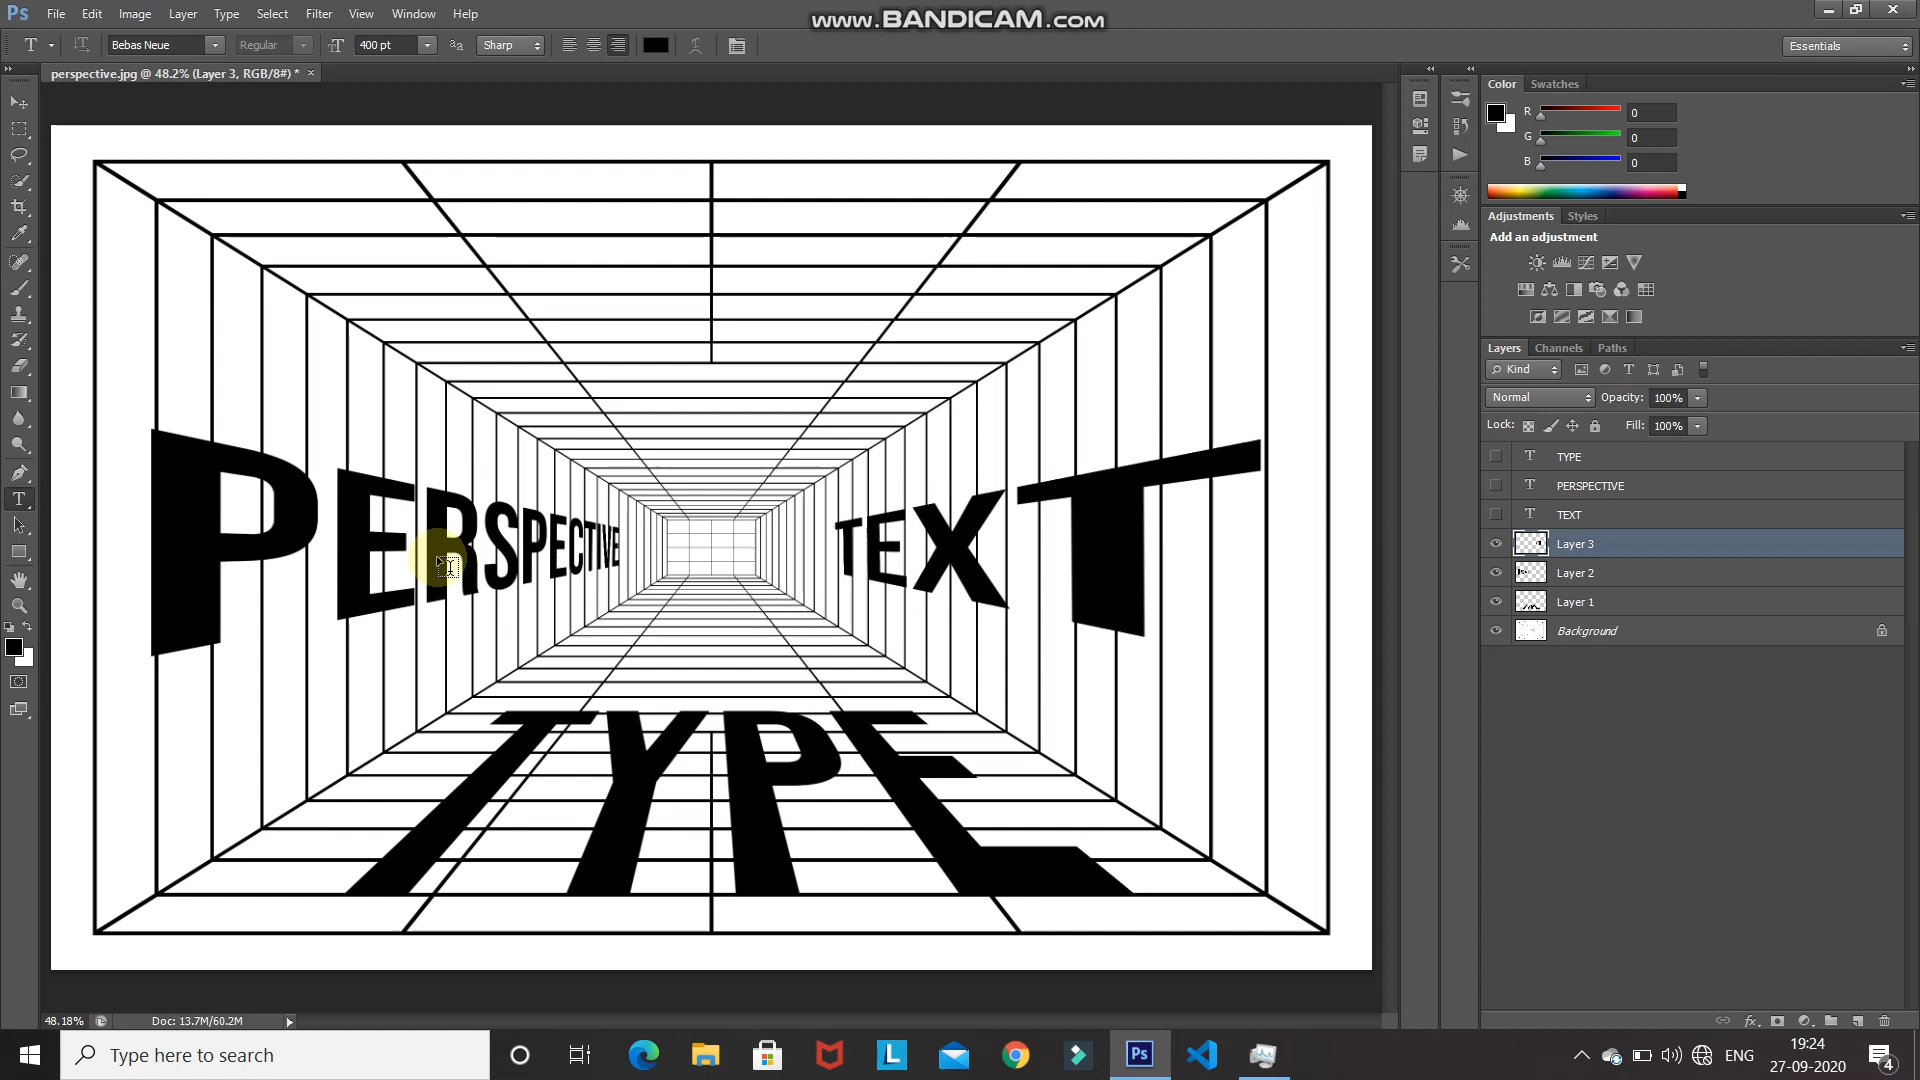 Ps File Edit Image Layer Type Select Filter View Window Help
www.BANDICAM.com
T Bebas Neue Regular 400 pt Sharp Essentials
perspective.jpg @ 48.2% (Layer 3, RGB/8#) * ×
Color Swatches
R 0
G 0
B 0
Adjustments Styles
Add an adjustment
Layers Channels Paths
Kind
Normal Opacity: 100%
Lock: Fill: 100%
T TYPE
T PERSPECTIVE
T TEXT
Layer 3
Layer 2
Layer 1
Background
PERSPECTIVE TEXT
TYPE
48.18% Doc: 13.7M/60.2M
fx
Type here to search
L Ps ENG 19:24
27-09-2020
4